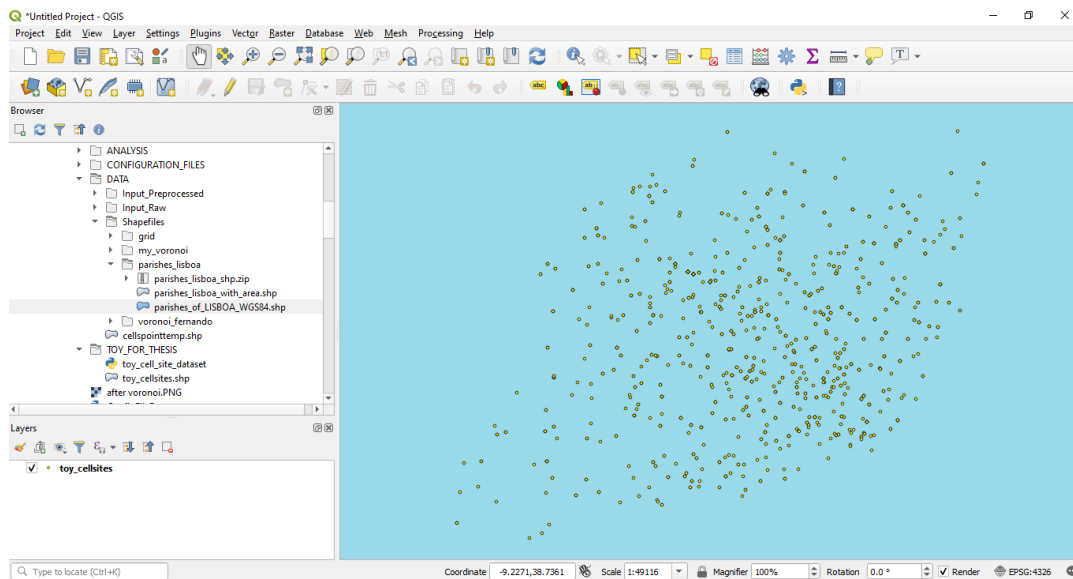 *Untitled Project - QGIS
Project Edit View Layer Settings Plugins Vector Raster Database Web Mesh Processing Help
Browser
ANALYSIS
CONFIGURATION_FILES
DATA
Input_Preprocessed
Input_Raw
Shapefiles
grid
my_voronoi
parishes_lisboa
parishes_lisboa_shp.zip
parishes_lisboa_with_area.shp
parishes_of_LISBOA_WGS84.shp
voronoi_fernando
cellspointtemp.shp
TOY_FOR_THESIS
toy_cell_site_dataset
toy_cellsites.shp
after voronoi.PNG
Layers
toy_cellsites
Type to locate (Ctrl+K) Coordinate -9.2271,38.7361 Scale 1:49116 Magnifier 100% Rotation 0.0 ° Render EPSG:4326